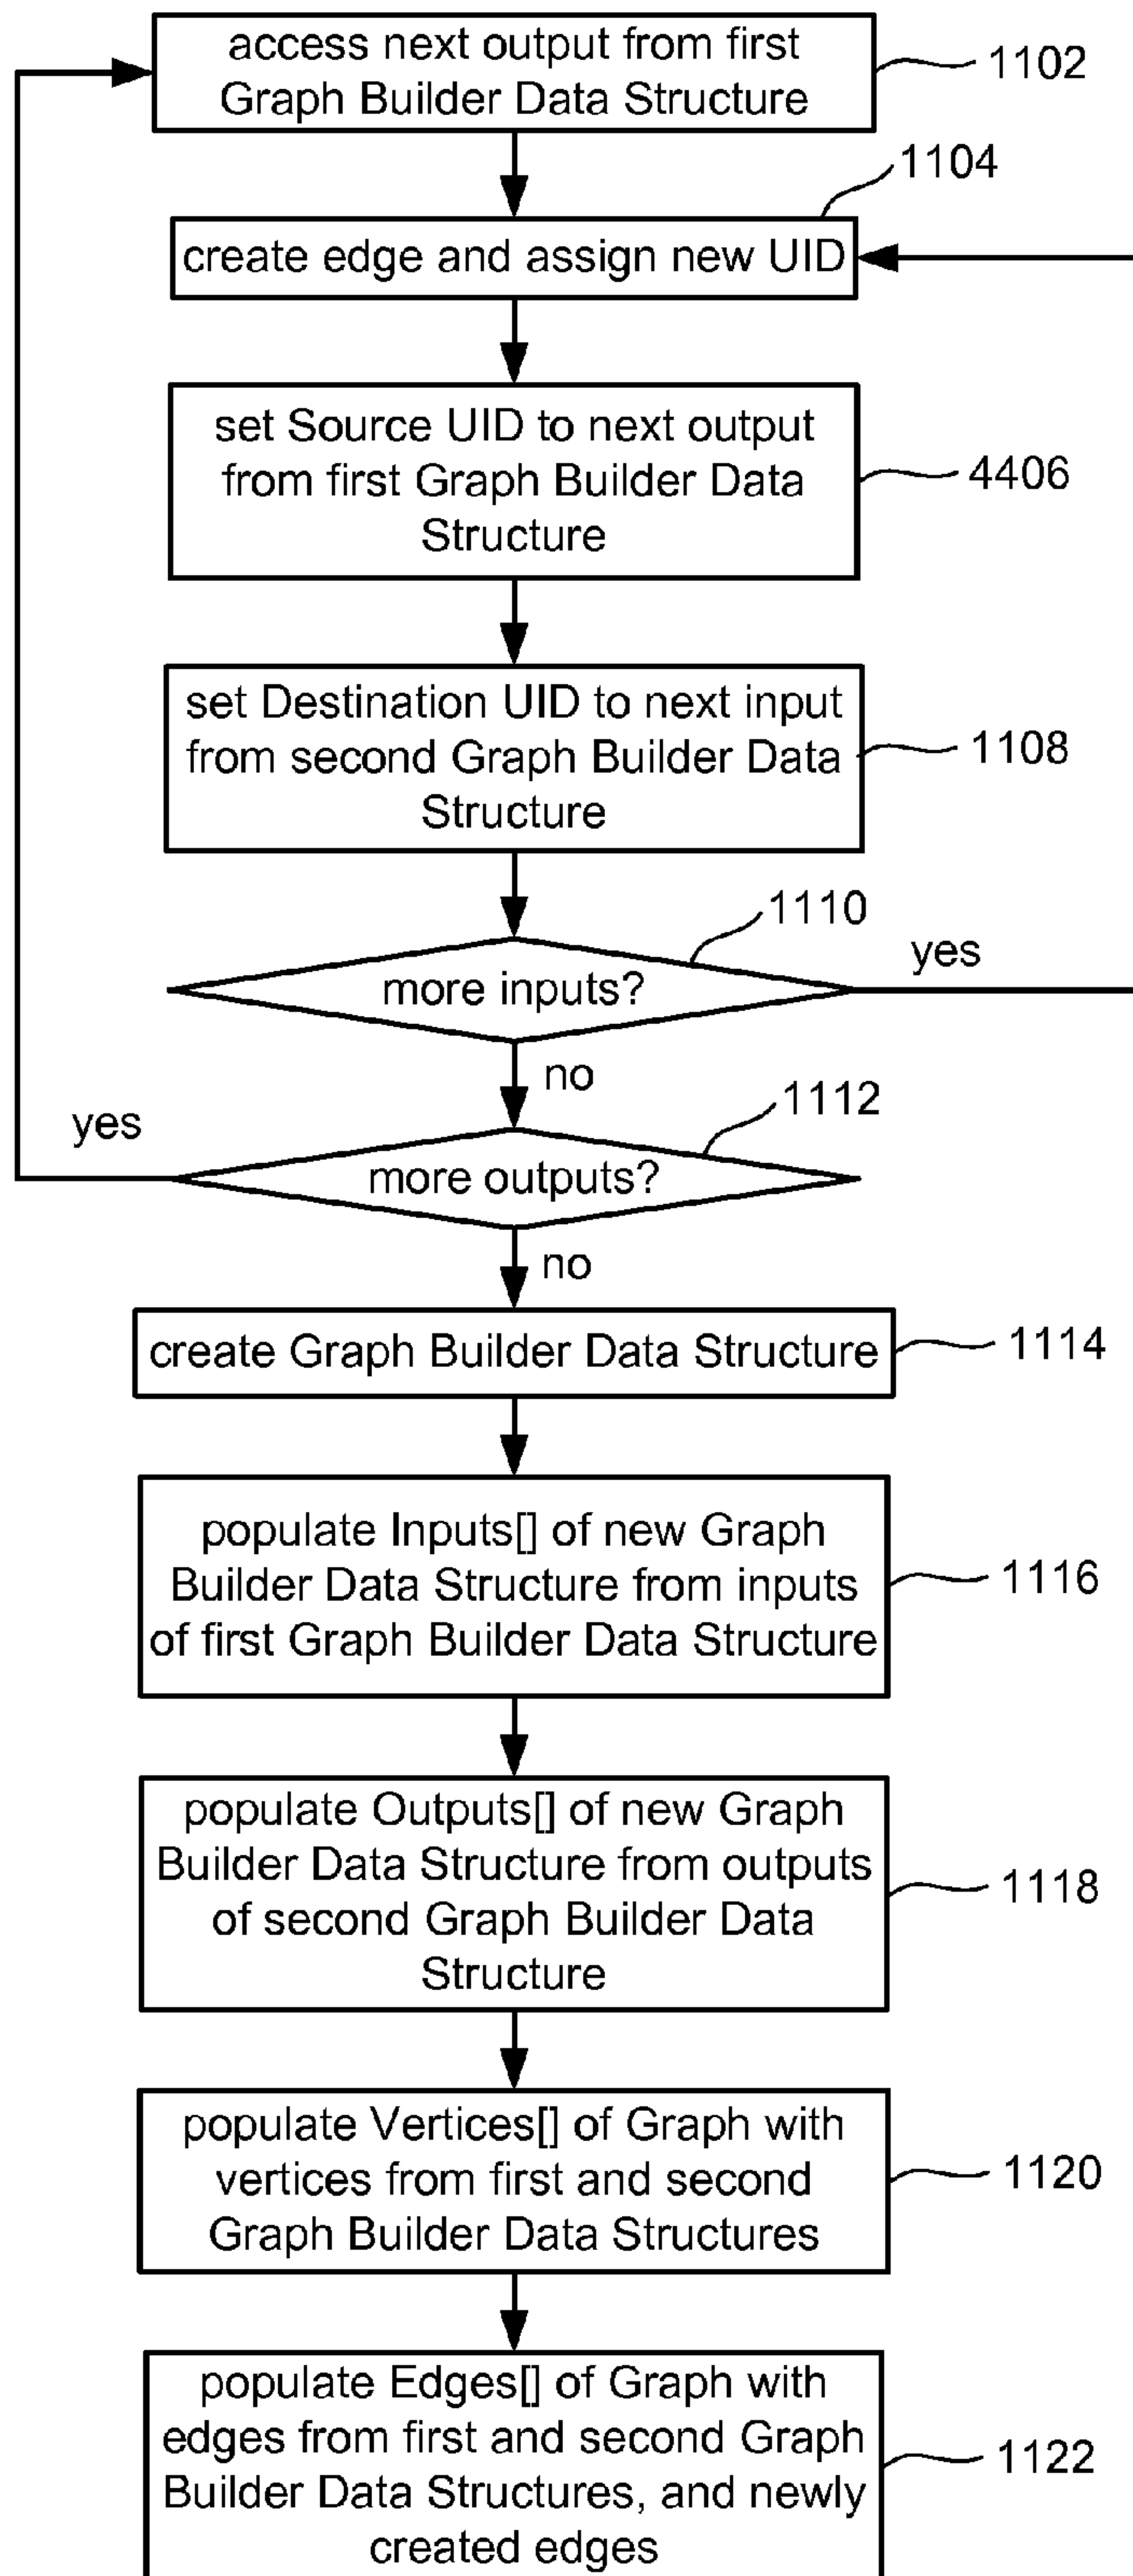 access next output from first
Graph Builder Data Structure
1102
1104
create edge and assign new UID
set Source UID to next output
from first Graph Builder Data
Structure
4406
set Destination UID to next input
from second Graph Builder Data
Structure
1108
1110
more inputs?
yes
no
1112
yes
more outputs?
no
create Graph Builder Data Structure
1114
populate Inputs[] of new Graph
Builder Data Structure from inputs
of first Graph Builder Data Structure
1116
populate Outputs[] of new Graph
Builder Data Structure from outputs
of second Graph Builder Data
Structure
1118
populate Vertices[] of Graph with
vertices from first and second
Graph Builder Data Structures
1120
populate Edges[] of Graph with
edges from first and second Graph
Builder Data Structures, and newly
created edges
1122